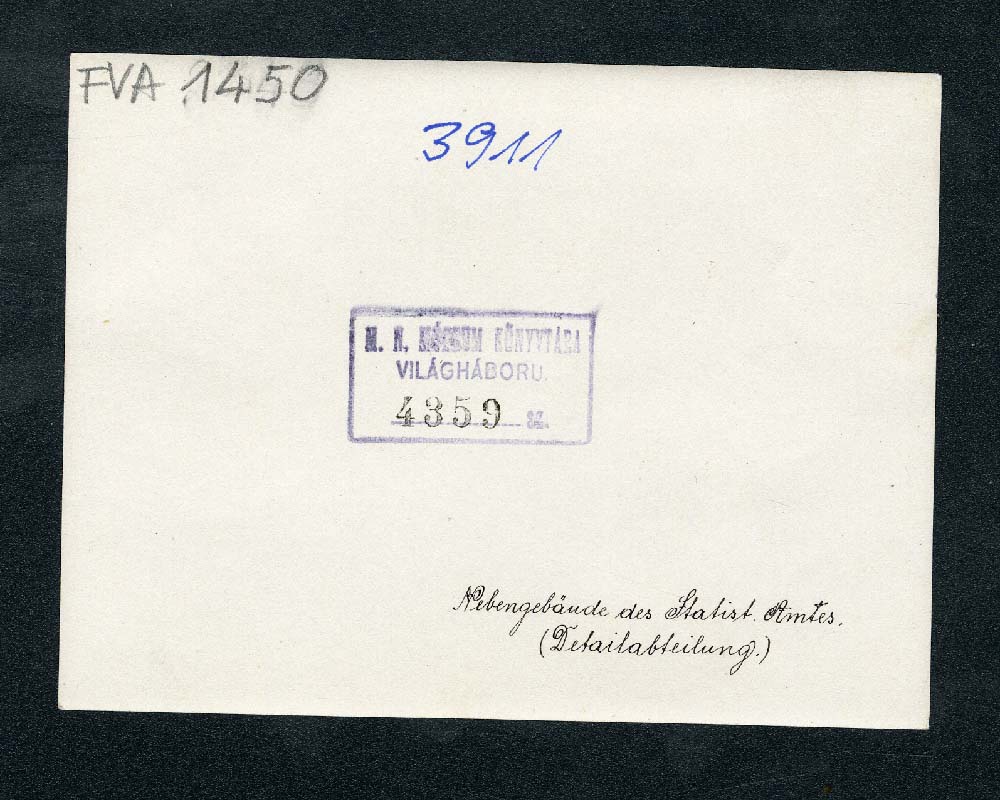 FVA 1450
3911
M. N. MÚZEUM KÖNYVTÁRA
VILÁGHÁBORU.
4359 sz.
Nebengebäude des Statist. Amtes.
(Detailabteilung.)